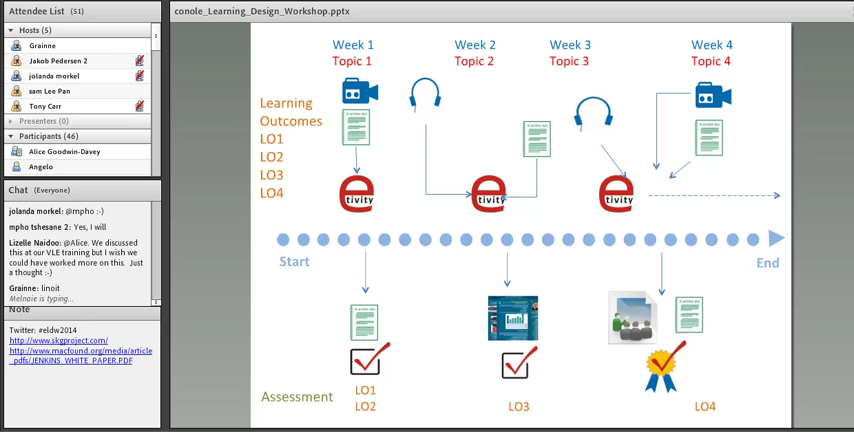 Attendee List (51)
Hosts (5)
Grainne
Jakob Pedersen 2
jolanda morkel
sam Lee Pan
Tony Carr
Presenters (0)
Participants (46)
Alice Goodwin-Davey
Angelo
Chat (Everyone)
jolanda morkel: @mpho :-)
mpho tshesane 2: Yes, I will
Lizelle Naidoo: @Alice. We discussed
this at our VLE training but I wish we
could have worked more on this. Just
a thought :-)
Grainne: linoit
Melnaie is typing...
Note
Twitter: #eldw2014
http://www.skgproject.com/
http://www.macfound.org/media/article
_pdfs/JENKINS_WHITE_PAPER.PDF
conole_Learning_Design_Workshop.pptx
Week 1 Week 2 Week 3 Week 4
Topic 1 Topic 2 Topic 3 Topic 4
Learning
Outcomes
LO1
LO2
LO3
LO4
e tivity
e tivity
e tivity
Start
End
Assessment
LO1
LO2
LO3
LO4